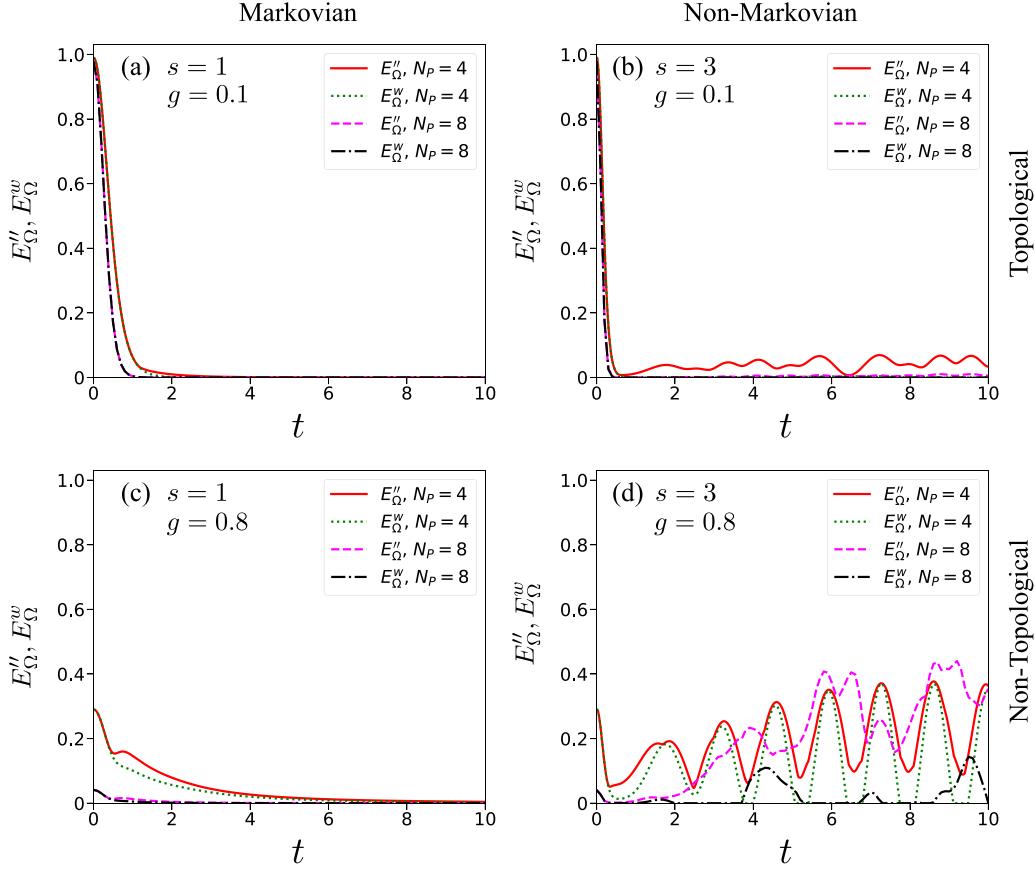 Markovian
Non-Markovian
(a) s = 1
g = 0.1
E''_Ω, N_P = 4
E^w_Ω, N_P = 4
E''_Ω, N_P = 8
E^w_Ω, N_P = 8
1.0
0.8
0.6
0.4
0.2
0
E''_Ω, E^w_Ω
0 2 4 6 8 10
t
(b) s = 3
g = 0.1
E''_Ω, N_P = 4
E^w_Ω, N_P = 4
E''_Ω, N_P = 8
E^w_Ω, N_P = 8
1.0
0.8
0.6
0.4
0.2
0
E''_Ω, E^w_Ω
0 2 4 6 8 10
t
Topological
(c) s = 1
g = 0.8
E''_Ω, N_P = 4
E^w_Ω, N_P = 4
E''_Ω, N_P = 8
E^w_Ω, N_P = 8
1.0
0.8
0.6
0.4
0.2
0
E''_Ω, E^w_Ω
0 2 4 6 8 10
t
(d) s = 3
g = 0.8
E''_Ω, N_P = 4
E^w_Ω, N_P = 4
E''_Ω, N_P = 8
E^w_Ω, N_P = 8
1.0
0.8
0.6
0.4
0.2
0
E''_Ω, E^w_Ω
0 2 4 6 8 10
t
Non-Topological